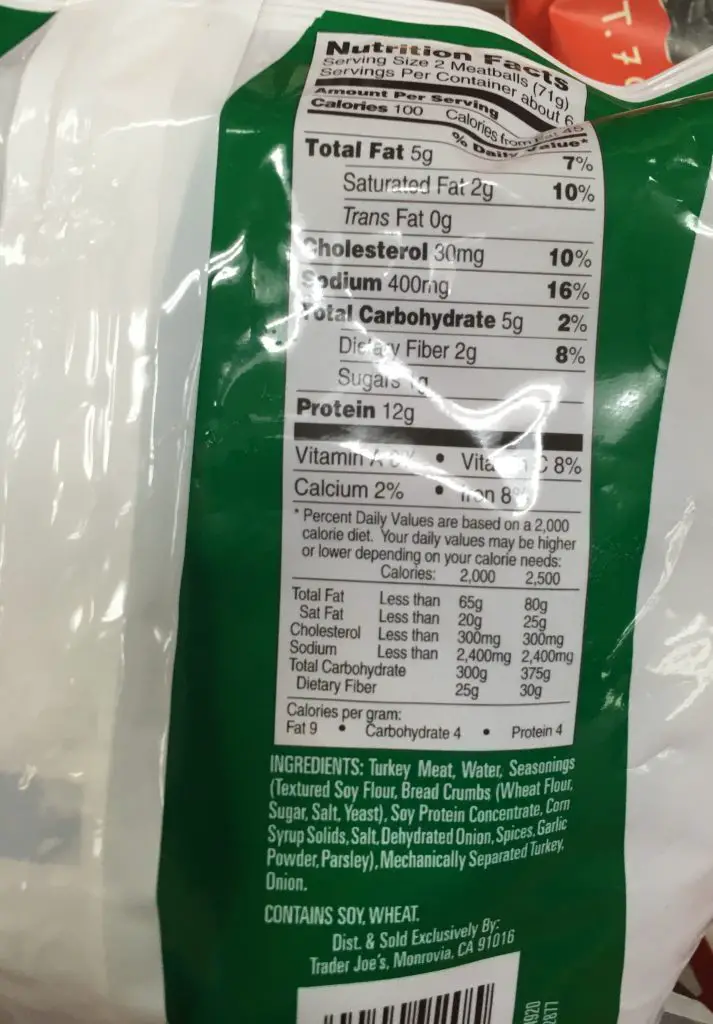 T. 7
Nutrition Facts
Serving Size 2 Meatballs (71g)
Servings Per Container about 6
Amount Per Serving
Calories 100 Calories from Fat 45
% Daily Value*
Total Fat 5g 7%
Saturated Fat 2g 10%
Trans Fat 0g
Cholesterol 30mg 10%
Sodium 400mg 16%
Total Carbohydrate 5g 2%
Dietary Fiber 2g 8%
Sugars 1g
Protein 12g
Vitamin A • Vitamin C 8%
Calcium 2% • Iron 8%
* Percent Daily Values are based on a 2,000
calorie diet. Your daily values may be higher
or lower depending on your calorie needs:
Calories: 2,000 2,500
Total Fat Less than 65g 80g
Sat Fat Less than 20g 25g
Cholesterol Less than 300mg 300mg
Sodium Less than 2,400mg 2,400mg
Total Carbohydrate 300g 375g
Dietary Fiber 25g 30g
Calories per gram:
Fat 9 • Carbohydrate 4 • Protein 4
INGREDIENTS: Turkey Meat, Water, Seasonings
(Textured Soy Flour, Bread Crumbs (Wheat Flour,
Sugar, Salt, Yeast), Soy Protein Concentrate, Corn
Syrup Solids, Salt, Dehydrated Onion, Spices, Garlic
Powder, Parsley), Mechanically Separated Turkey,
Onion.
CONTAINS SOY, WHEAT.
Dist. & Sold Exclusively By:
Trader Joe's, Monrovia, CA 91016